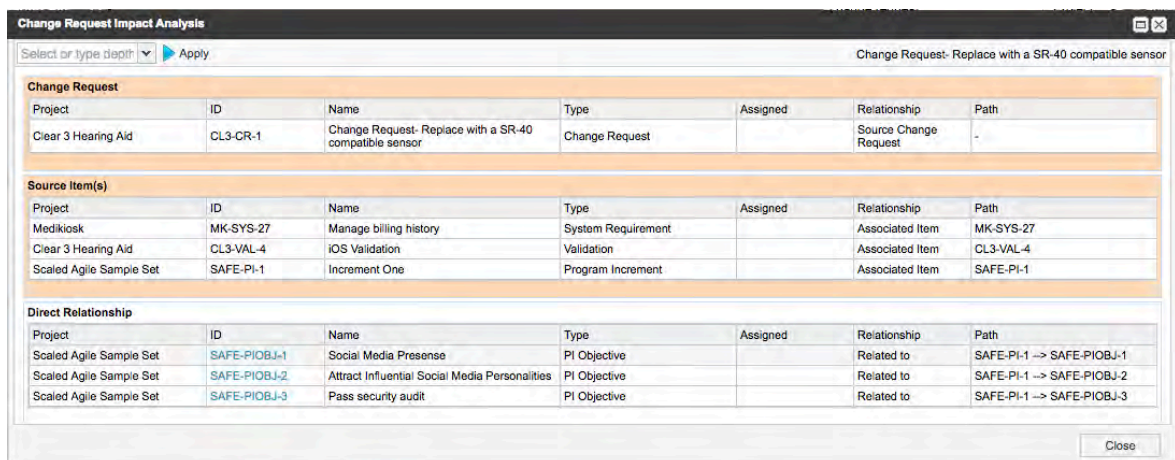 Change Request Impact Analysis
Select or type depth Apply Change Request- Replace with a SR-40 compatible sensor
Change Request
Project ID Name Type Assigned Relationship Path
Clear 3 Hearing Aid CL3-CR-1 Change Request- Replace with a SR-40 compatible sensor Change Request Source Change Request -
Source Item(s)
Project ID Name Type Assigned Relationship Path
Medikiosk MK-SYS-27 Manage billing history System Requirement Associated Item MK-SYS-27
Clear 3 Hearing Aid CL3-VAL-4 iOS Validation Validation Associated Item CL3-VAL-4
Scaled Agile Sample Set SAFE-PI-1 Increment One Program Increment Associated Item SAFE-PI-1
Direct Relationship
Project ID Name Type Assigned Relationship Path
Scaled Agile Sample Set SAFE-PIOBJ-1 Social Media Presense PI Objective Related to SAFE-PI-1 --> SAFE-PIOBJ-1
Scaled Agile Sample Set SAFE-PIOBJ-2 Attract Influential Social Media Personalities PI Objective Related to SAFE-PI-1 --> SAFE-PIOBJ-2
Scaled Agile Sample Set SAFE-PIOBJ-3 Pass security audit PI Objective Related to SAFE-PI-1 --> SAFE-PIOBJ-3
Close